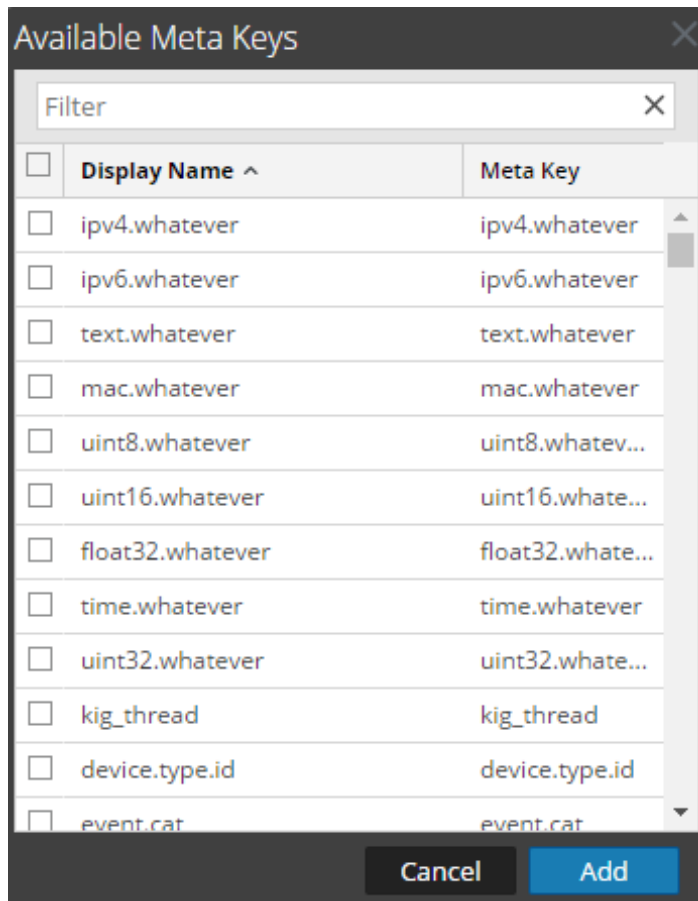 Available Meta Keys
Filter
Display Name Meta Key
ipv4.whatever ipv4.whatever
ipv6.whatever ipv6.whatever
text.whatever text.whatever
mac.whatever mac.whatever
uint8.whatever uint8.whatev...
uint16.whatever uint16.whate...
float32.whatever float32.whate...
time.whatever time.whatever
uint32.whatever uint32.whate...
kig_thread kig_thread
device.type.id device.type.id
event.cat event.cat
Cancel Add